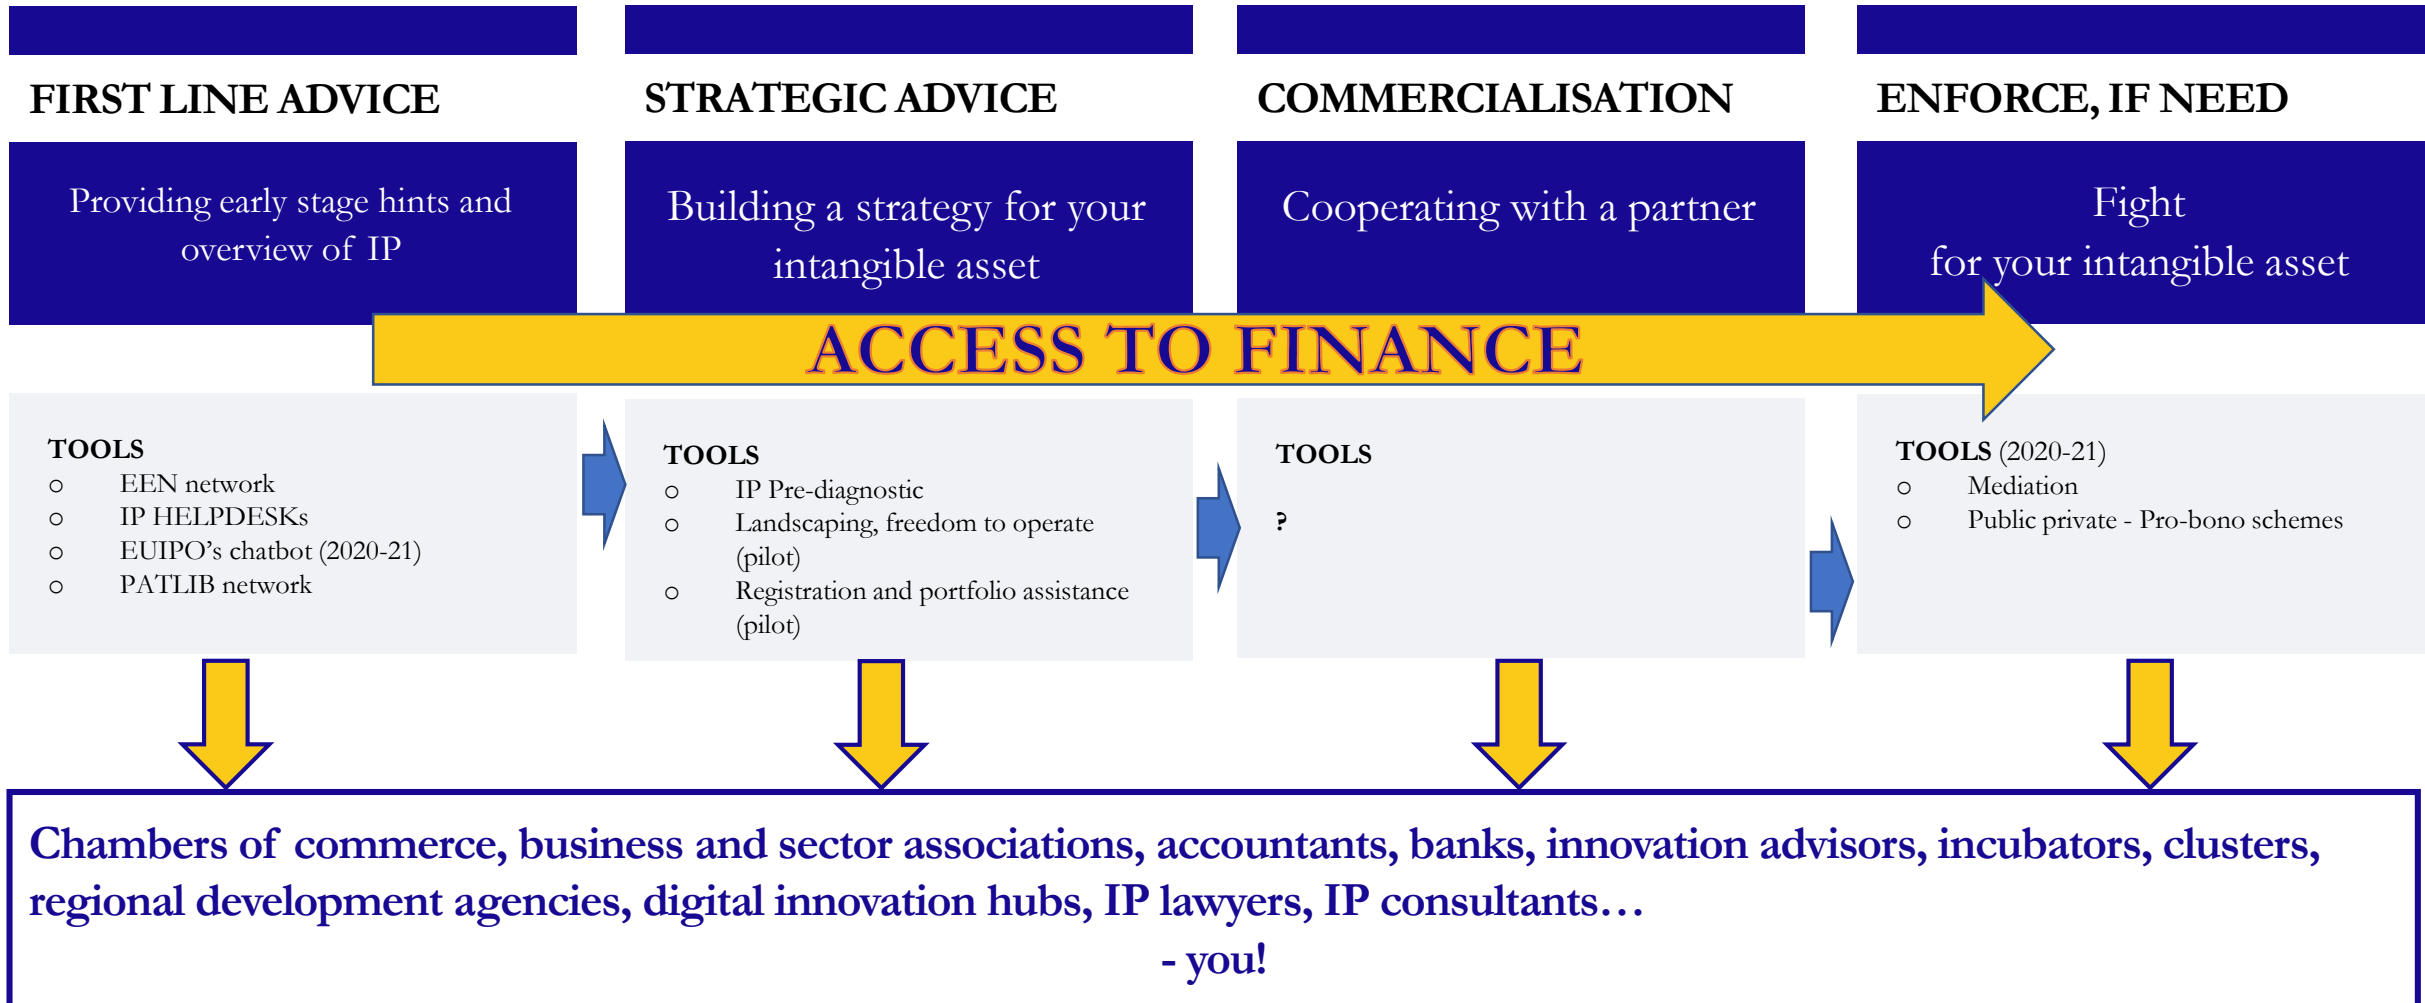 FIRST LINE ADVICE
Providing early stage hints and
overview of IP
STRATEGIC ADVICE
Building a strategy for your
intangible asset
COMMERCIALISATION
Cooperating with a partner
ENFORCE, IF NEED
Fight
for your intangible asset
ACCESS TO FINANCE
TOOLS
o EEN network
o IP HELPDESKs
o EUIPO’s chatbot (2020-21)
o PATLIB network
TOOLS
o IP Pre-diagnostic
o Landscaping, freedom to operate
(pilot)
o Registration and portfolio assistance
(pilot)
TOOLS
?
TOOLS (2020-21)
o Mediation
o Public private - Pro-bono schemes
Chambers of commerce, business and sector associations, accountants, banks, innovation advisors, incubators, clusters,
regional development agencies, digital innovation hubs, IP lawyers, IP consultants…
- you!